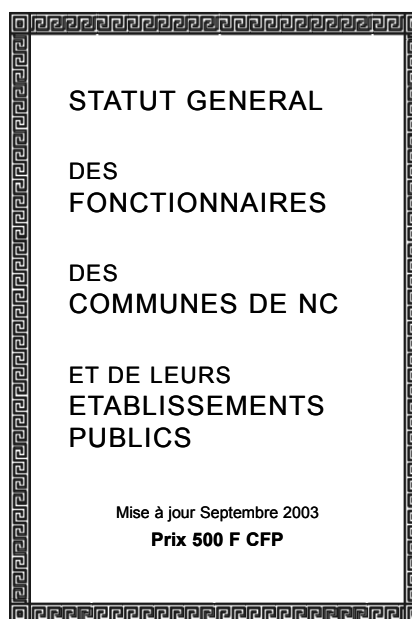 STATUT GENERAL
DES
FONCTIONNAIRES
DES
COMMUNES DE NC
ET DE LEURS
ETABLISSEMENTS
PUBLICS
Mise à jour Septembre 2003
Prix 500 F CFP